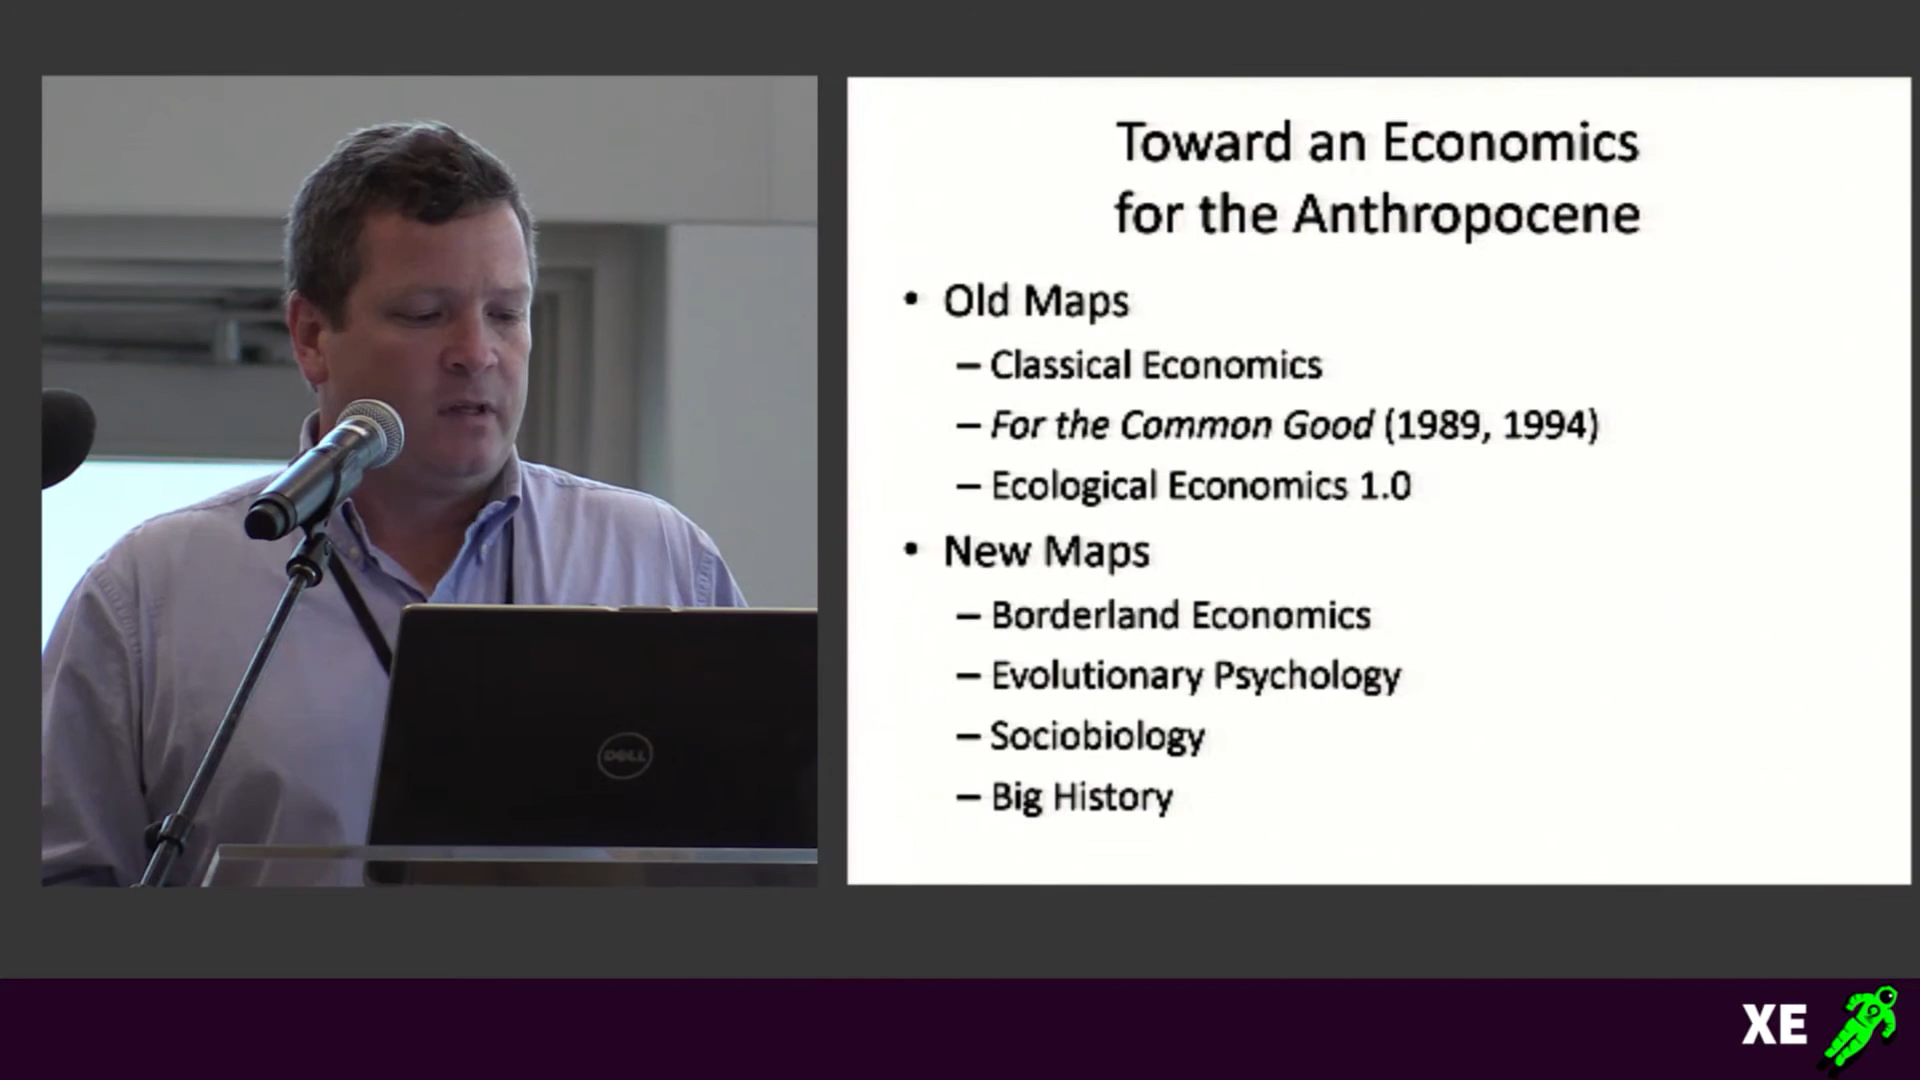 Toward an Economics
for the Anthropocene
• Old Maps
– Classical Economics
– For the Common Good (1989, 1994)
– Ecological Economics 1.0
• New Maps
– Borderland Economics
– Evolutionary Psychology
– Sociobiology
– Big History
DELL
XE